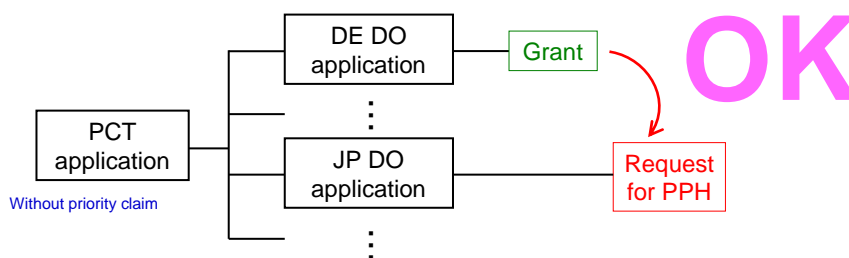 DE DO
application
Grant
OK
⋮
PCT
application
JP DO
application
Request
for PPH
Without priority claim
⋮